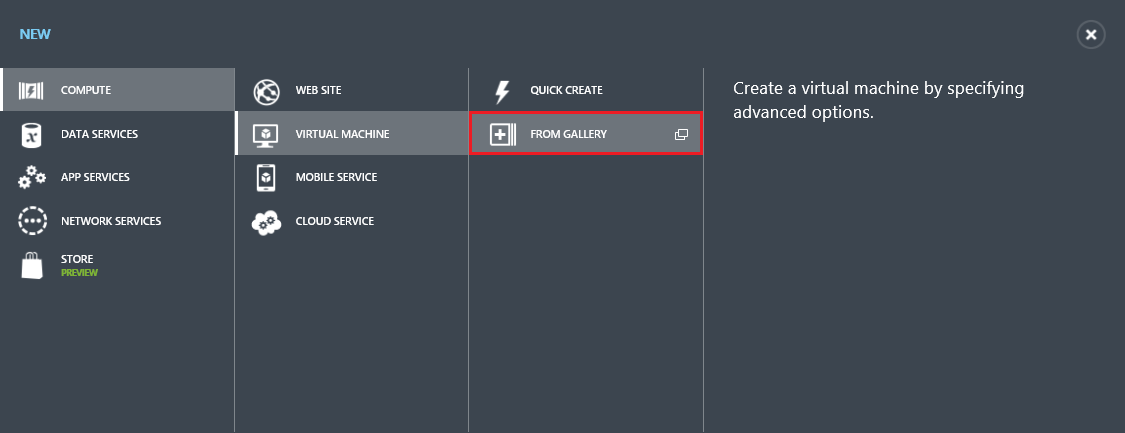 NEW
COMPUTE
DATA SERVICES
APP SERVICES
NETWORK SERVICES
STORE
PREVIEW
WEB SITE
VIRTUAL MACHINE
MOBILE SERVICE
CLOUD SERVICE
QUICK CREATE
FROM GALLERY
Create a virtual machine by specifying
advanced options.